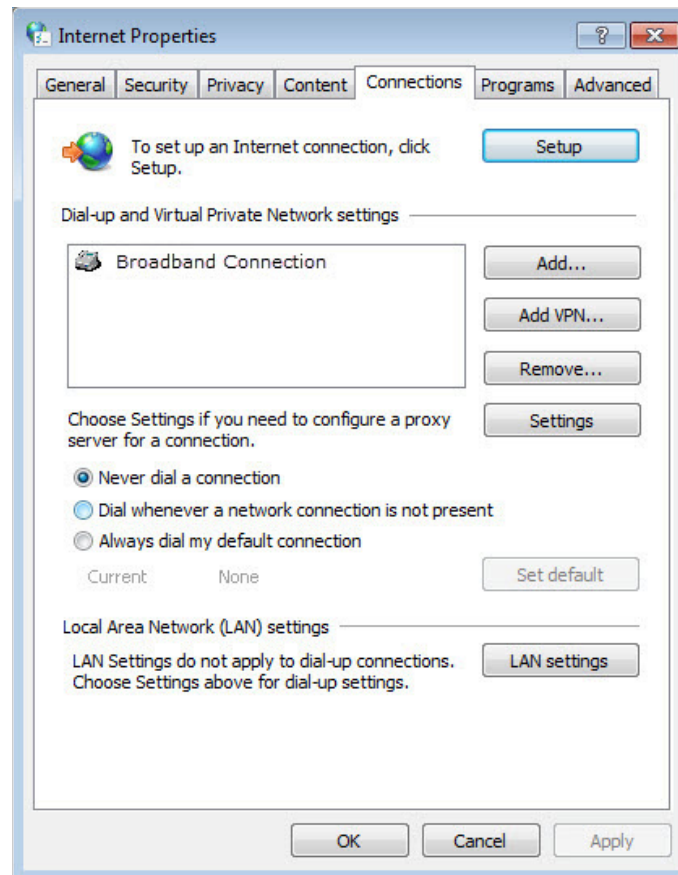 Internet Properties
?
General Security Privacy Content Connections Programs Advanced
To set up an Internet connection, click
Setup.
Setup
Dial-up and Virtual Private Network settings
Broadband Connection
Add...
Add VPN...
Remove...
Choose Settings if you need to configure a proxy
server for a connection.
Settings
Never dial a connection
Dial whenever a network connection is not present
Always dial my default connection
Current None
Set default
Local Area Network (LAN) settings
LAN Settings do not apply to dial-up connections.
Choose Settings above for dial-up settings.
LAN settings
OK Cancel Apply